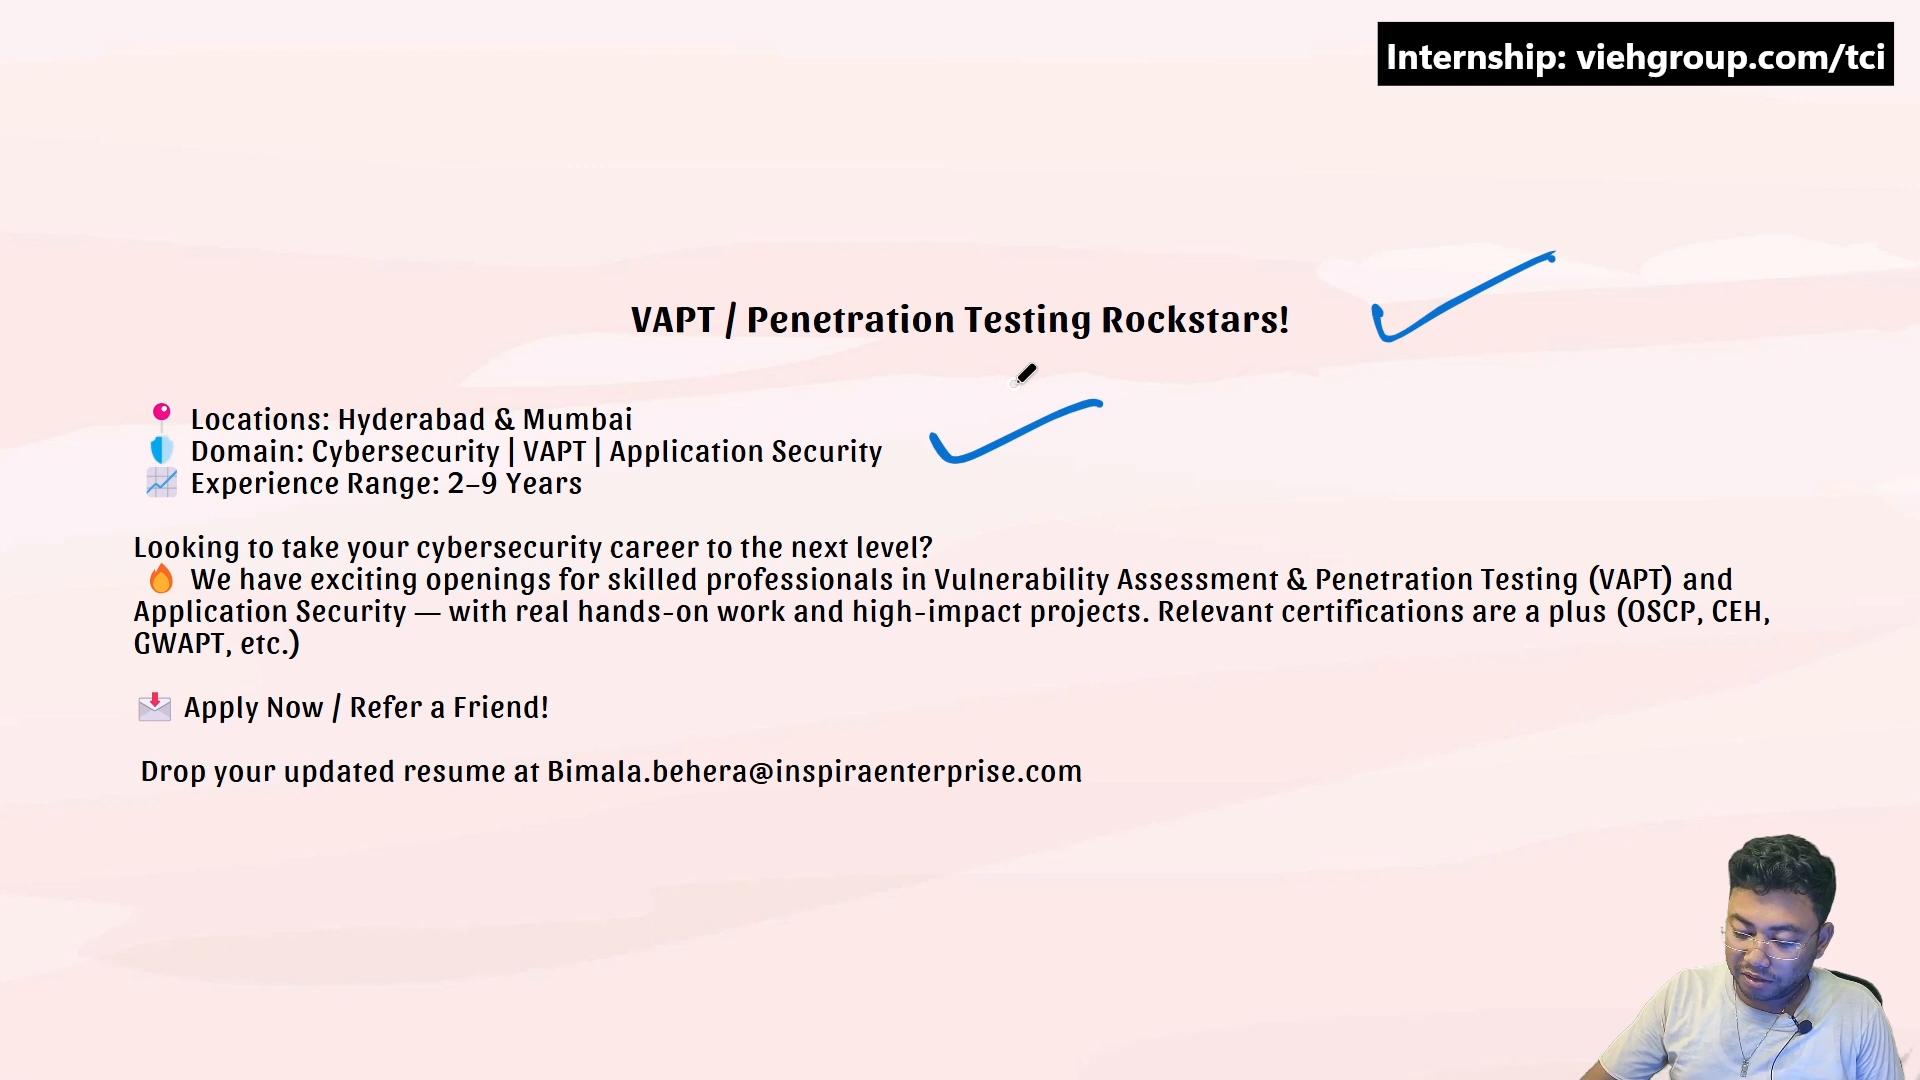 Internship: viehgroup.com/tci
VAPT / Penetration Testing Rockstars!
Locations: Hyderabad & Mumbai
Domain: Cybersecurity | VAPT | Application Security
Experience Range: 2–9 Years
Looking to take your cybersecurity career to the next level?
We have exciting openings for skilled professionals in Vulnerability Assessment & Penetration Testing (VAPT) and
Application Security — with real hands-on work and high-impact projects. Relevant certifications are a plus (OSCP, CEH,
GWAPT, etc.)
Apply Now / Refer a Friend!
Drop your updated resume at Bimala.behera@inspiraenterprise.com